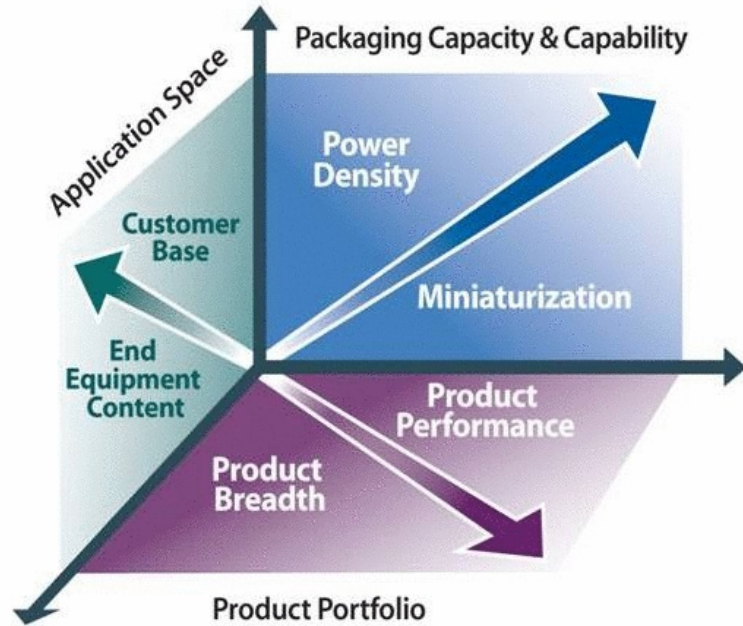 Packaging Capacity & Capability
Application Space
Power
Density
Customer
Base
Miniaturization
End
Equipment
Content
Product
Performance
Product
Breadth
Product Portfolio